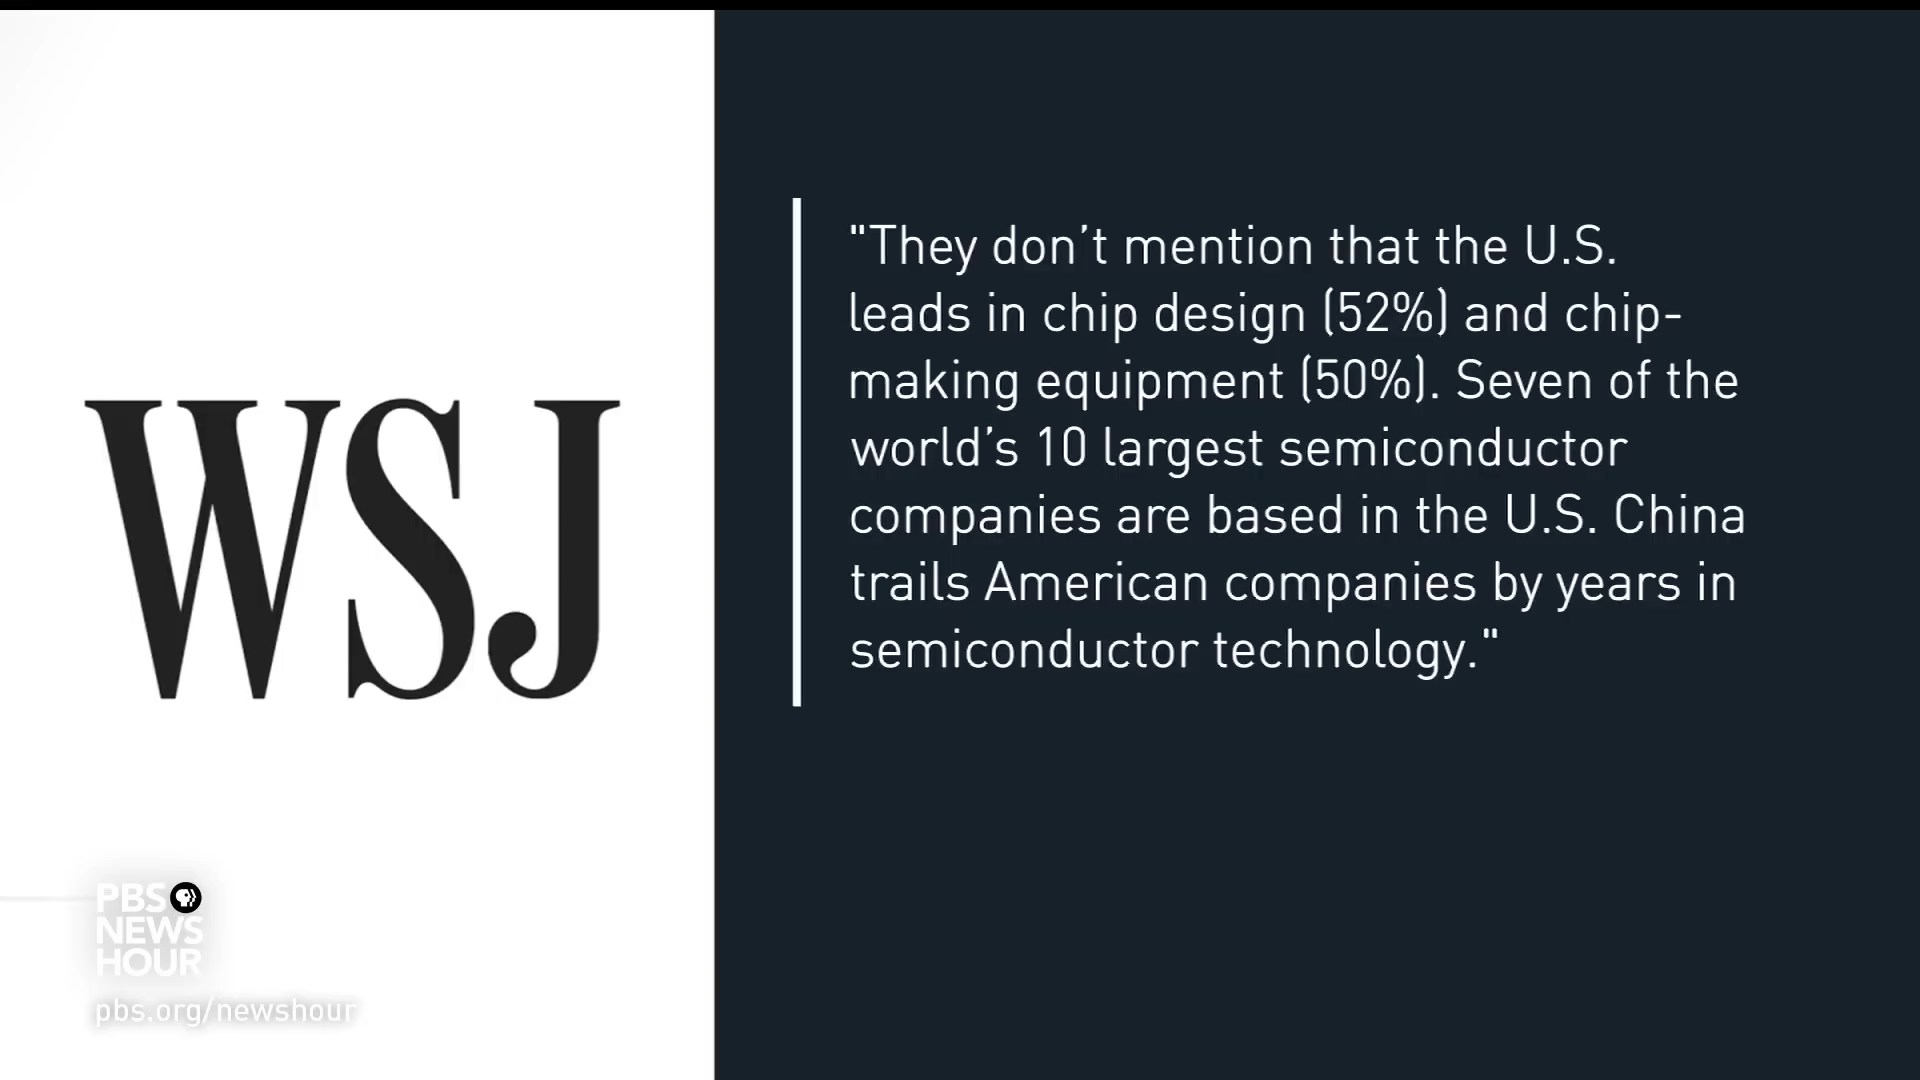 WSJ
"They don’t mention that the U.S.
leads in chip design (52%) and chip-
making equipment (50%). Seven of the
world’s 10 largest semiconductor
companies are based in the U.S. China
trails American companies by years in
semiconductor technology."
PBS
NEWS
HOUR
pbs.org/newshour